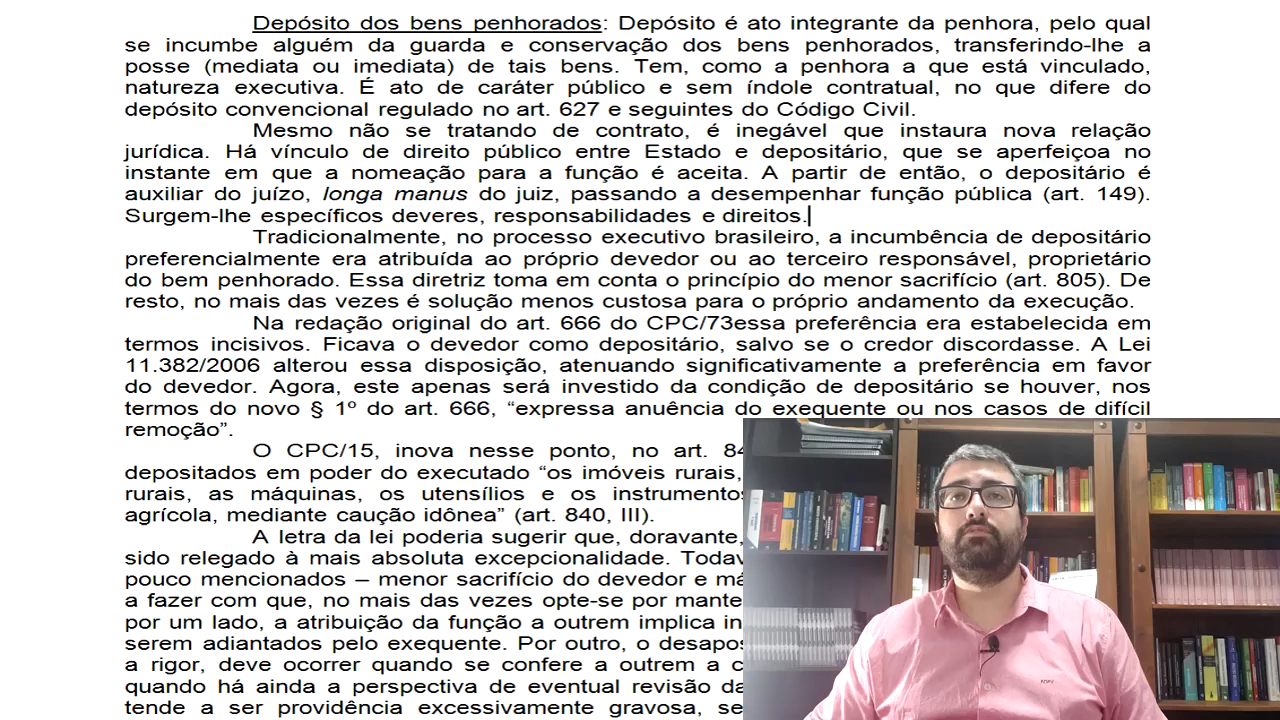 Depósito dos bens penhorados: Depósito é ato integrante da penhora, pelo qual
se incumbe alguém da guarda e conservação dos bens penhorados, transferindo-lhe a
posse (mediata ou imediata) de tais bens. Tem, como a penhora a que está vinculado,
natureza executiva. É ato de caráter público e sem índole contratual, no que difere do
depósito convencional regulado no art. 627 e seguintes do Código Civil.
Mesmo não se tratando de contrato, é inegável que instaura nova relação
jurídica. Há vínculo de direito público entre Estado e depositário, que se aperfeiçoa no
instante em que a nomeação para a função é aceita. A partir de então, o depositário é
auxiliar do juízo, longa manus do juiz, passando a desempenhar função pública (art. 149).
Surgem-lhe específicos deveres, responsabilidades e direitos.
Tradicionalmente, no processo executivo brasileiro, a incumbência de depositário
preferencialmente era atribuída ao próprio devedor ou ao terceiro responsável, proprietário
do bem penhorado. Essa diretriz toma em conta o princípio do menor sacrifício (art. 805). De
resto, no mais das vezes é solução menos custosa para o próprio andamento da execução.
Na redação original do art. 666 do CPC/73essa preferência era estabelecida em
termos incisivos. Ficava o devedor como depositário, salvo se o credor discordasse. A Lei
11.382/2006 alterou essa disposição, atenuando significativamente a preferência em favor
do devedor. Agora, este apenas será investido da condição de depositário se houver, nos
termos do novo § 1º do art. 666, “expressa anuência do exequente ou nos casos de difícil
remoção”.
O CPC/15, inova nesse ponto, no art. 84
depositados em poder do executado “os imóveis rurais,
rurais, as máquinas, os utensílios e os instrumentos
agrícola, mediante caução idônea” (art. 840, III).
A letra da lei poderia sugerir que, doravante,
sido relegado à mais absoluta excepcionalidade. Todav
pouco mencionados – menor sacrifício do devedor e má
a fazer com que, no mais das vezes opte-se por mante
por um lado, a atribuição da função a outrem implica in
serem adiantados pelo exequente. Por outro, o desapos
a rigor, deve ocorrer quando se confere a outrem a c
quando há ainda a perspectiva de eventual revisão da
tende a ser providência excessivamente gravosa, se